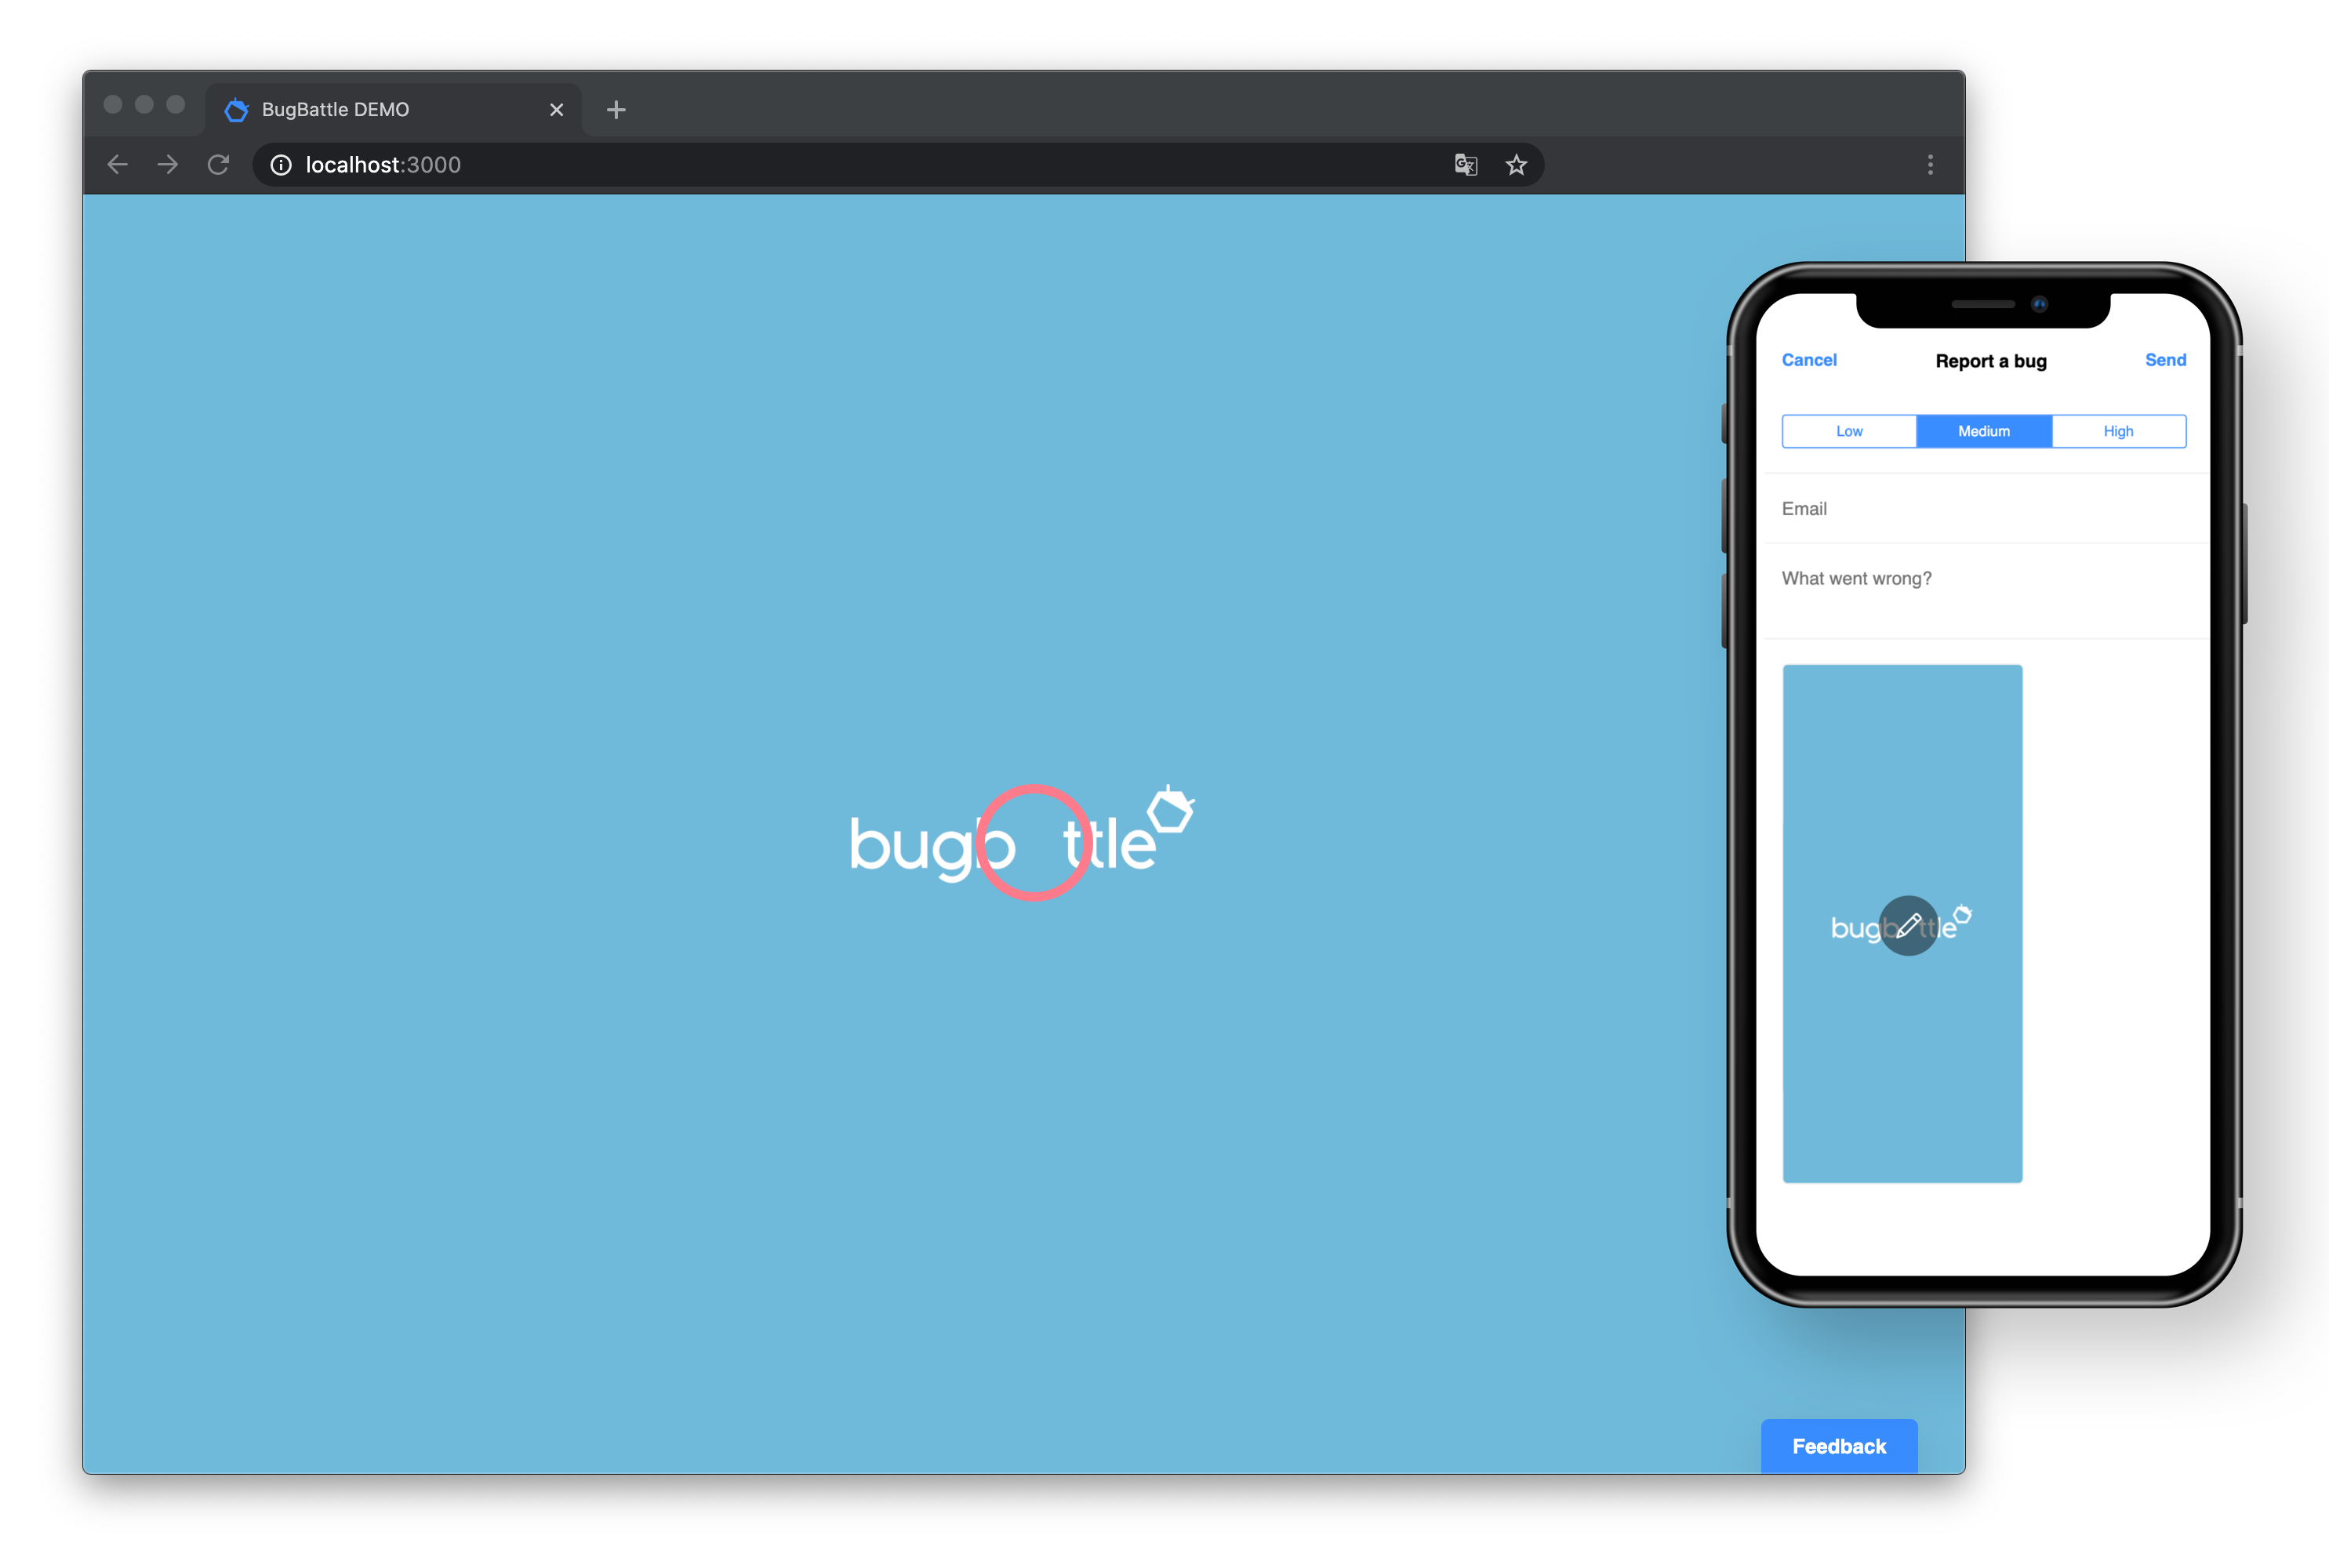 BugBattle DEMO
localhost:3000
bugb ttle
Feedback
Cancel Report a bug Send
Low Medium High
Email
What went wrong?
bugb ttle